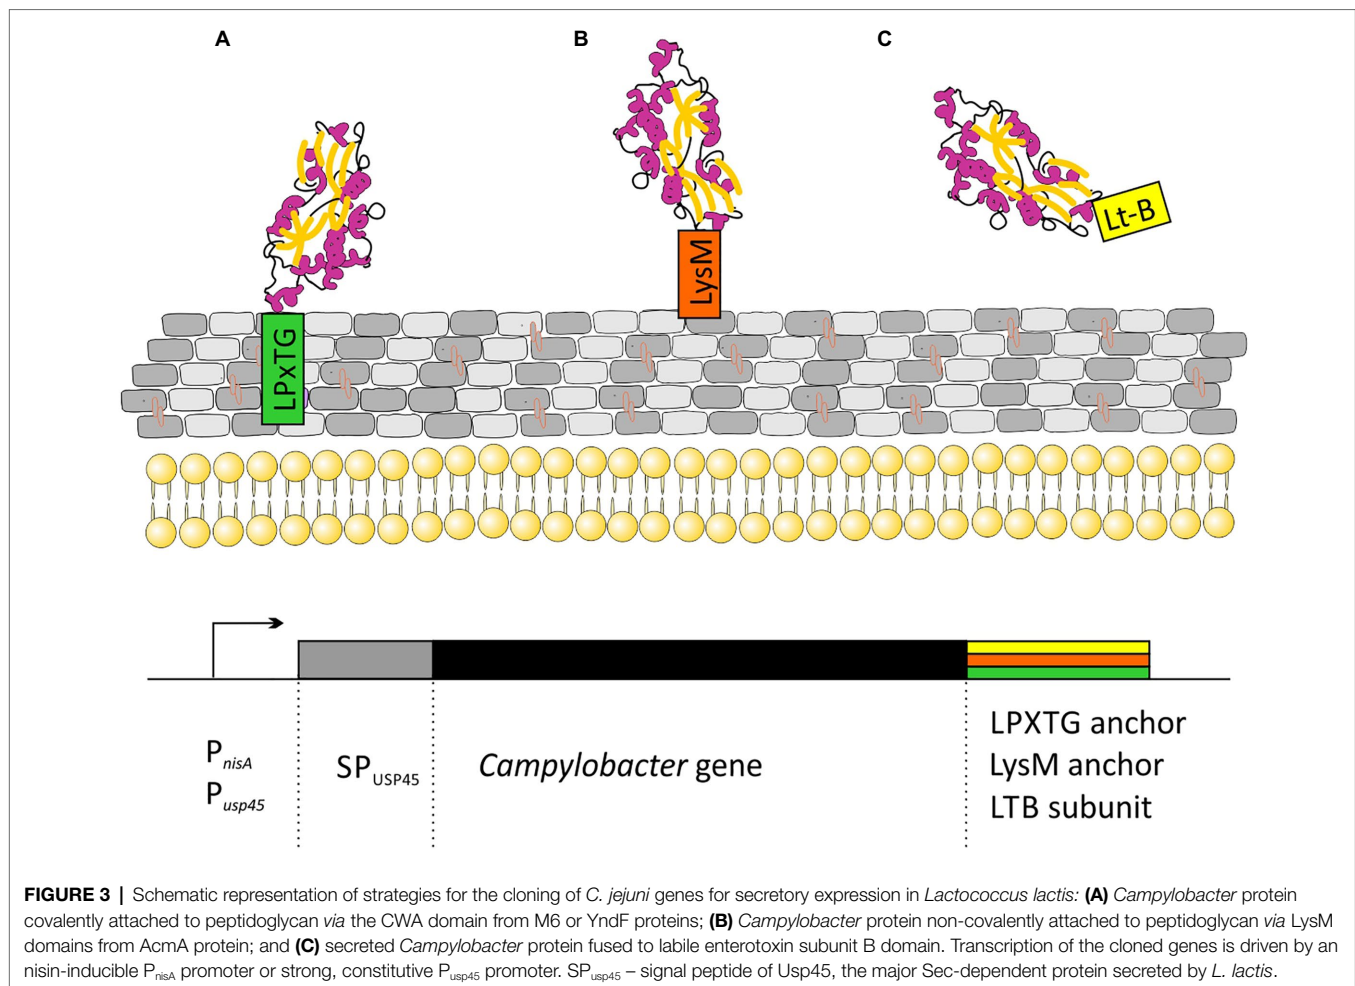 A
B
C
LPxTG
LysM
Lt-B
PnisA
Pusp45
SPUSP45
Campylobacter gene
LPXTG anchor
LysM anchor
LTB subunit
FIGURE 3 | Schematic representation of strategies for the cloning of C. jejuni genes for secretory expression in Lactococcus lactis: (A) Campylobacter protein
covalently attached to peptidoglycan via the CWA domain from M6 or YndF proteins; (B) Campylobacter protein non-covalently attached to peptidoglycan via LysM
domains from AcmA protein; and (C) secreted Campylobacter protein fused to labile enterotoxin subunit B domain. Transcription of the cloned genes is driven by an
nisin-inducible PnisA promoter or strong, constitutive Pusp45 promoter. SPusp45 – signal peptide of Usp45, the major Sec-dependent protein secreted by L. lactis.